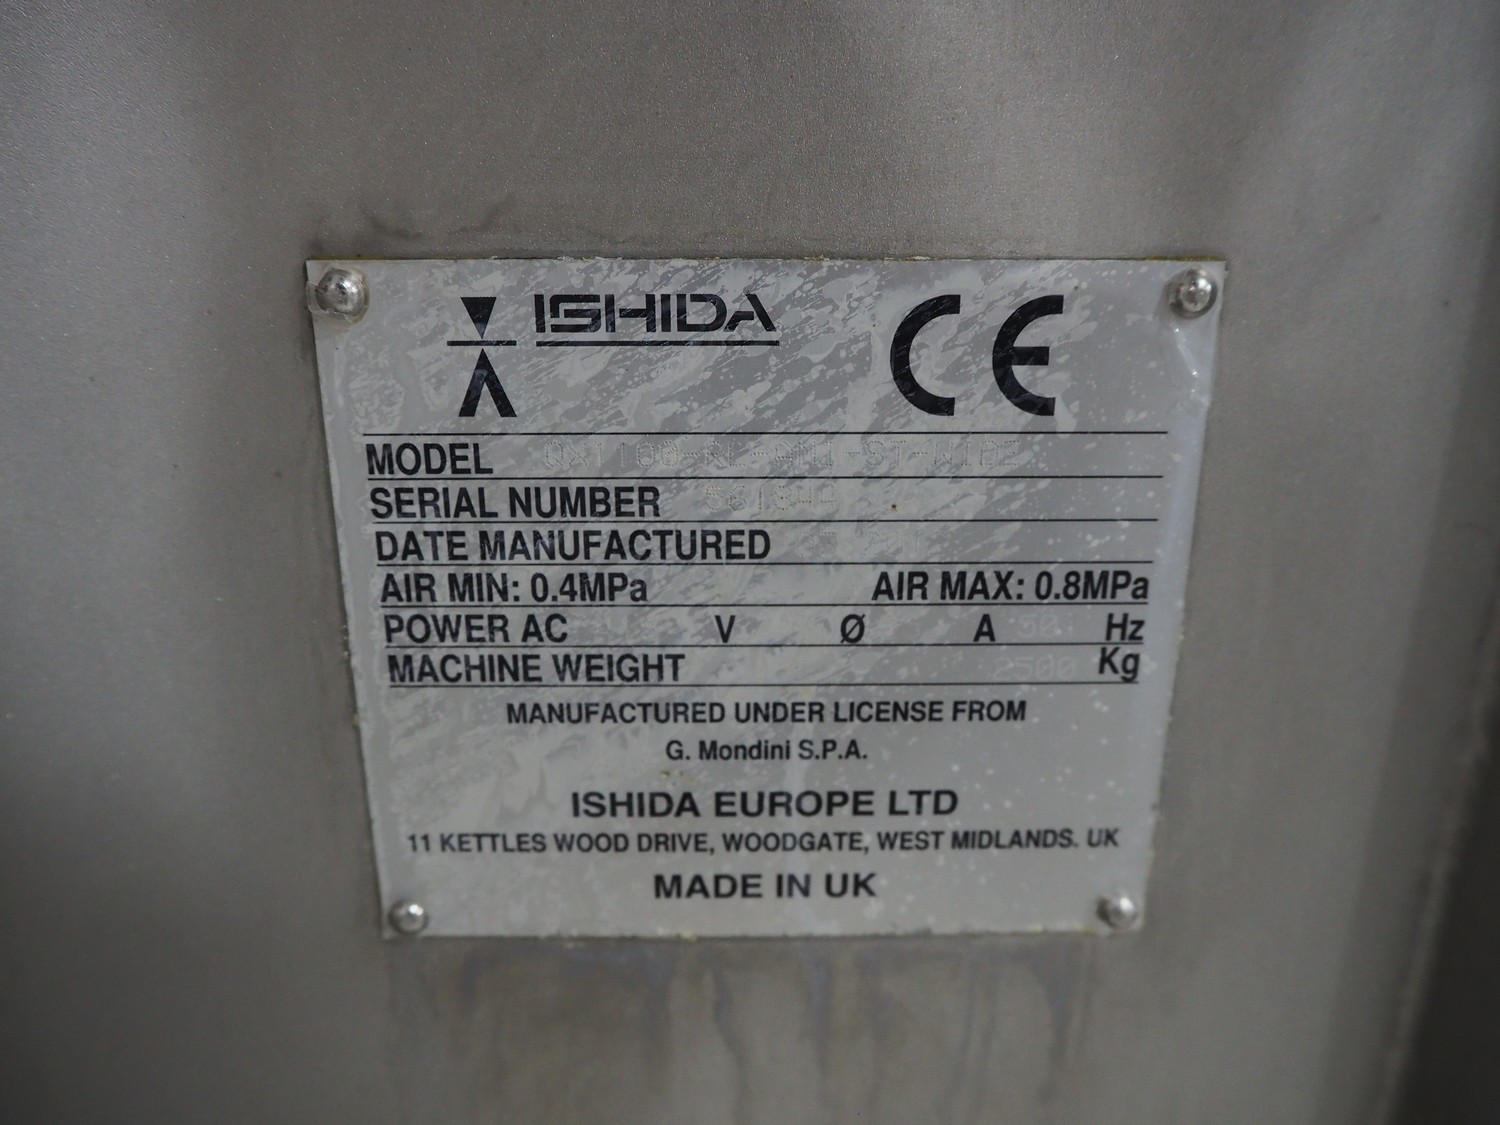 ISHIDA CE
MODEL
SERIAL NUMBER
DATE MANUFACTURED
AIR MIN: 0.4MPa AIR MAX: 0.8MPa
POWER AC V Ø A 50 Hz
MACHINE WEIGHT 2500 Kg
MANUFACTURED UNDER LICENSE FROM
G. Mondini S.P.A.
ISHIDA EUROPE LTD
11 KETTLES WOOD DRIVE, WOODGATE, WEST MIDLANDS. UK
MADE IN UK